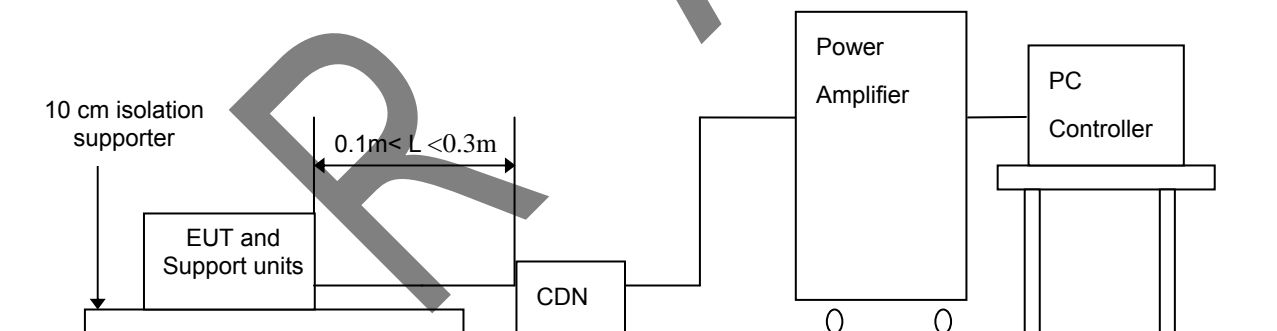 Power
Amplifier
PC
Controller
10 cm isolation
supporter
0.1m< L <0.3m
EUT and
Support units
CDN
R